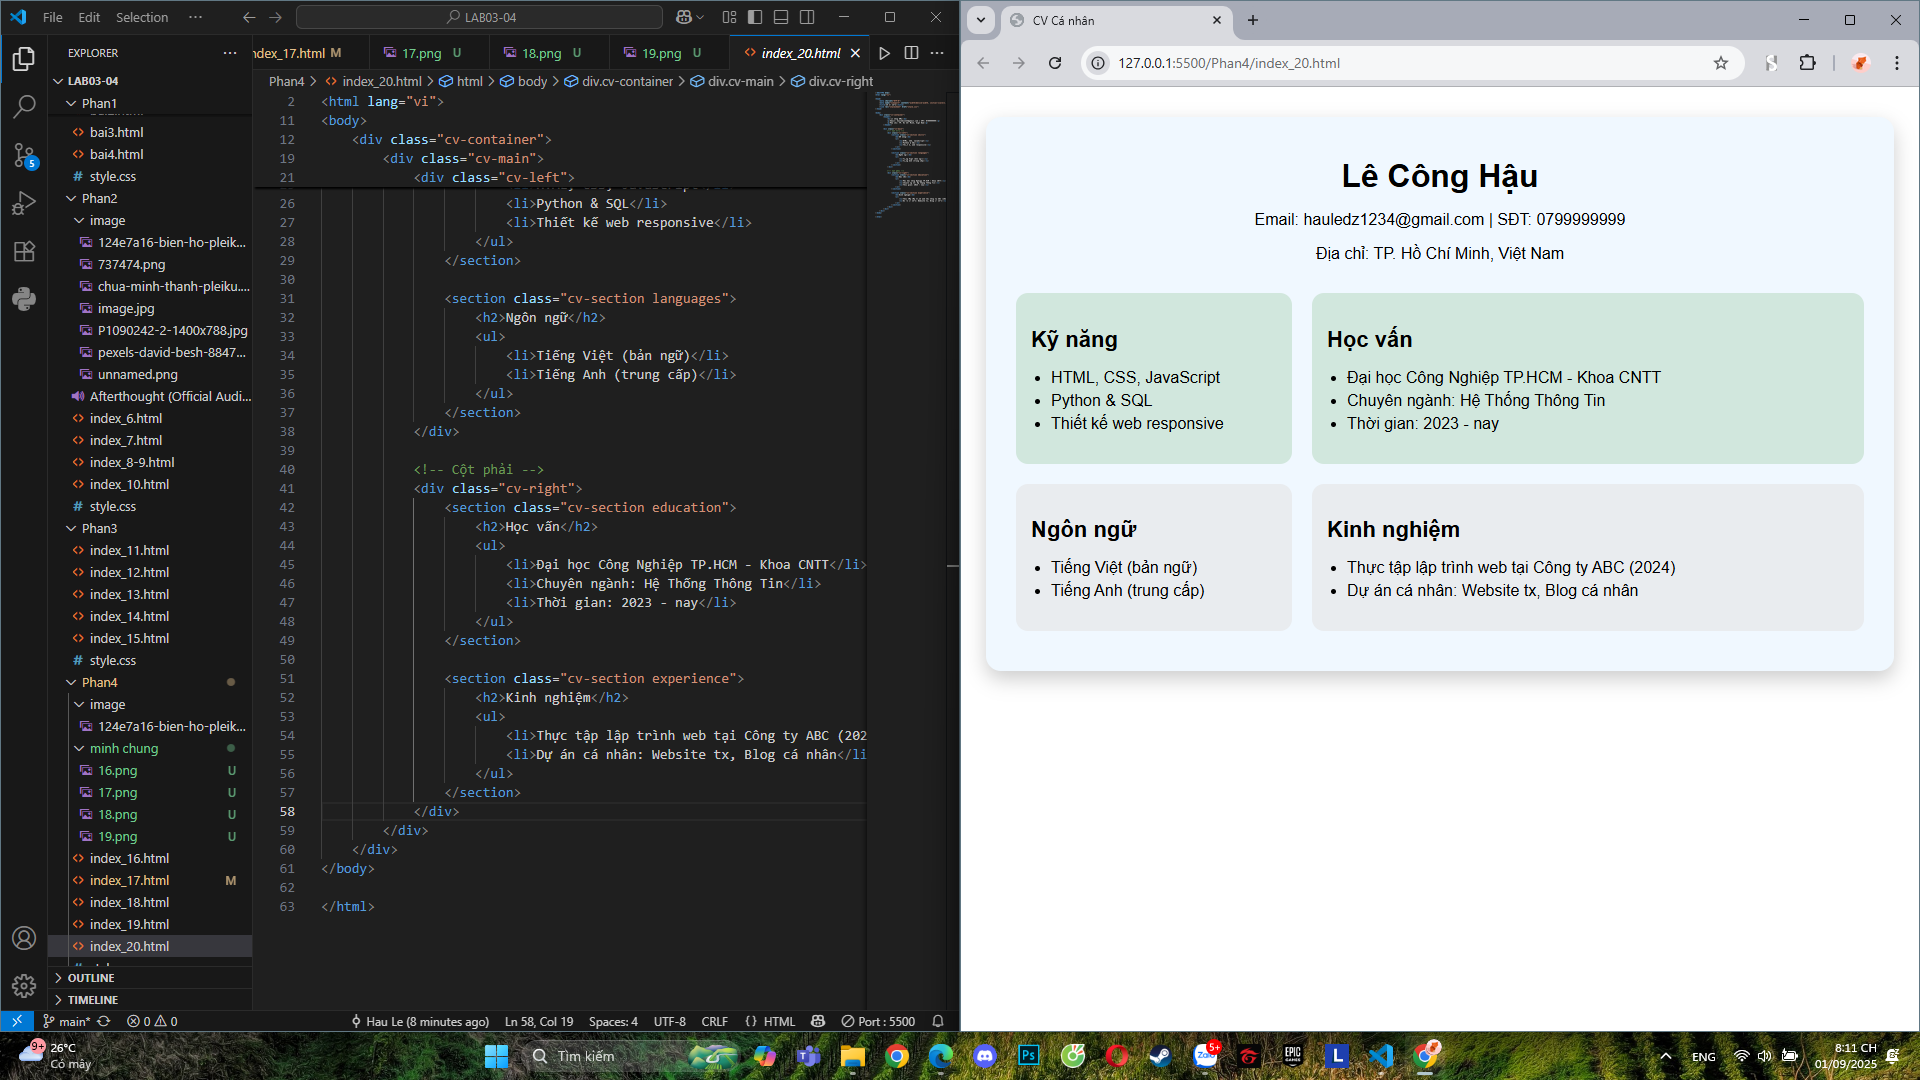 File Edit Selection ···
LAB03-04
EXPLORER
LAB03-04
Phan1
bai3.html
bai4.html
# style.css
Phan2
image
124e7a16-bien-ho-pleik...
737474.png
chua-minh-thanh-pleiku....
image.jpg
P1090242-2-1400x788.jpg
pexels-david-besh-8847...
unnamed.png
Afterthought (Official Audi...
index_6.html
index_7.html
index_8-9.html
index_10.html
# style.css
Phan3
index_11.html
index_12.html
index_13.html
index_14.html
index_15.html
# style.css
Phan4
image
124e7a16-bien-ho-pleik...
minh chung
16.png U
17.png U
18.png U
19.png U
index_16.html
index_17.html M
index_18.html
index_19.html
index_20.html
OUTLINE
TIMELINE
5
ndex_17.html M
17.png U
18.png U
19.png U
index_20.html
Phan4 > index_20.html > html > body > div.cv-container > div.cv-main > div.cv-right
2 <html lang="vi">
11 <body>
12 <div class="cv-container">
19 <div class="cv-main">
21 <div class="cv-left">
26 <li>Python & SQL</li>
27 <li>Thiết kế web responsive</li>
28 </ul>
29 </section>
30
31 <section class="cv-section languages">
32 <h2>Ngôn ngữ</h2>
33 <ul>
34 <li>Tiếng Việt (bản ngữ)</li>
35 <li>Tiếng Anh (trung cấp)</li>
36 </ul>
37 </section>
38 </div>
39
40 <!-- Cột phải -->
41 <div class="cv-right">
42 <section class="cv-section education">
43 <h2>Học vấn</h2>
44 <ul>
45 <li>Đại học Công Nghiệp TP.HCM - Khoa CNTT</li>
46 <li>Chuyên ngành: Hệ Thống Thông Tin</li>
47 <li>Thời gian: 2023 - nay</li>
48 </ul>
49 </section>
50
51 <section class="cv-section experience">
52 <h2>Kinh nghiệm</h2>
53 <ul>
54 <li>Thực tập lập trình web tại Công ty ABC (202
55 <li>Dự án cá nhân: Website tx, Blog cá nhân</li
56 </ul>
57 </section>
58 </div>
59 </div>
60 </div>
61 </body>
62
63 </html>
main* 0 0 Hau Le (8 minutes ago) Ln 58, Col 19 Spaces: 4 UTF-8 CRLF {} HTML Port : 5500
CV Cá nhân
127.0.0.1:5500/Phan4/index_20.html
Lê Công Hậu
Email: hauledz1234@gmail.com | SĐT: 0799999999
Địa chỉ: TP. Hồ Chí Minh, Việt Nam
Kỹ năng
• HTML, CSS, JavaScript
• Python & SQL
• Thiết kế web responsive
Học vấn
• Đại học Công Nghiệp TP.HCM - Khoa CNTT
• Chuyên ngành: Hệ Thống Thông Tin
• Thời gian: 2023 - nay
Ngôn ngữ
• Tiếng Việt (bản ngữ)
• Tiếng Anh (trung cấp)
Kinh nghiệm
• Thực tập lập trình web tại Công ty ABC (2024)
• Dự án cá nhân: Website tx, Blog cá nhân
9+
26°C
Có mây
Tìm kiếm
Ps
Zalo
5+
EPIC GAMES
L
ENG
8:11 CH
01/09/2025